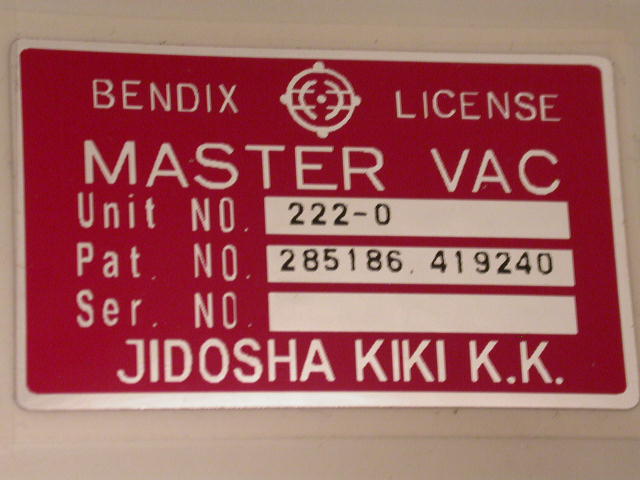 BENDIX LICENSE
MASTER VAC
Unit NO. 222-0
Pat. NO. 285186. 419240
Ser. NO.
JIDOSHA KIKI K.K.